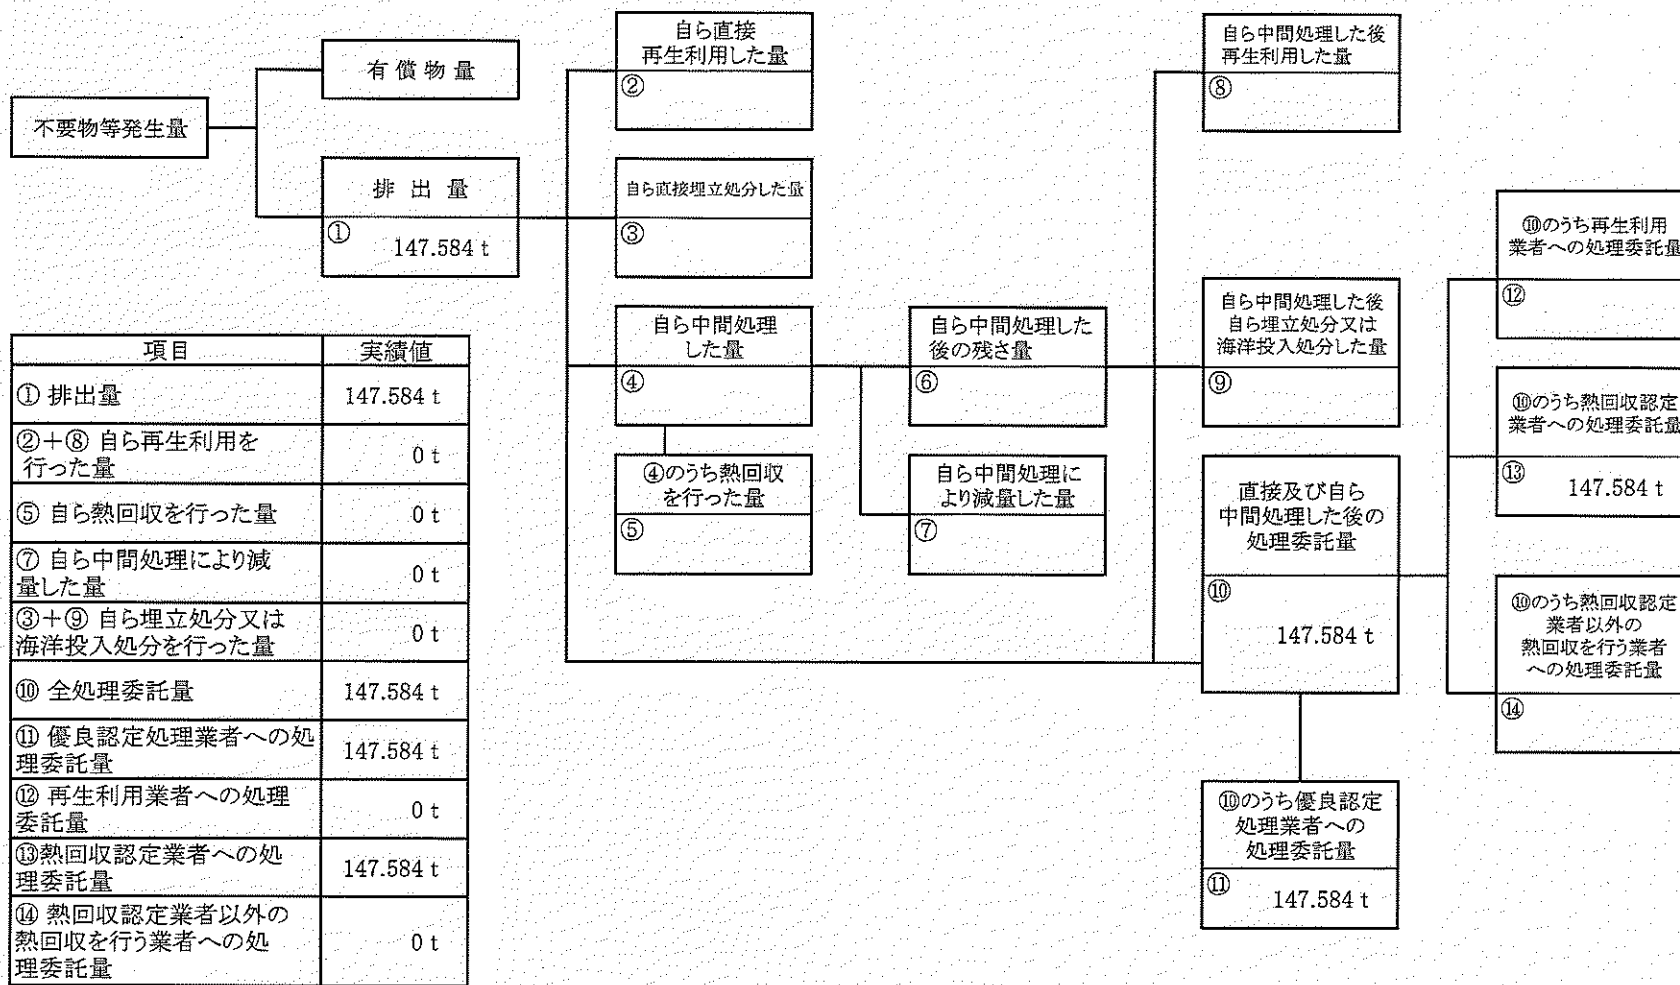 不要物等発生量
有償物量
排出量
①
147.584 t
自ら直接
再生利用した量
②
自ら直接埋立処分した量
③
自ら中間処理
した量
④
④のうち熱回収
を行った量
⑤
自ら中間処理した
後の残さ量
⑥
自ら中間処理に
より減量した量
⑦
自ら中間処理した後
再生利用した量
⑧
自ら中間処理した後
自ら埋立処分又は
海洋投入処分した量
⑨
直接及び自ら
中間処理した後の
処理委託量
⑩
147.584 t
⑩のうち優良認定
処理業者への
処理委託量
⑪
147.584 t
⑩のうち再生利用
業者への処理委託量
⑫
⑩のうち熱回収認定
業者への処理委託量
⑬
147.584 t
⑩のうち熱回収認定
業者以外の
熱回収を行う業者
への処理委託量
⑭
項目 実績値
① 排出量 147.584 t
②+⑧ 自ら再生利用を
行った量 0 t
⑤ 自ら熱回収を行った量 0 t
⑦ 自ら中間処理により減
量した量 0 t
③+⑨ 自ら埋立処分又は
海洋投入処分を行った量 0 t
⑩ 全処理委託量 147.584 t
⑪ 優良認定処理業者への処
理委託量 147.584 t
⑫ 再生利用業者への処理
委託量 0 t
⑬熱回収認定業者への処
理委託量 147.584 t
⑭ 熱回収認定業者以外の
熱回収を行う業者への処
理委託量 0 t